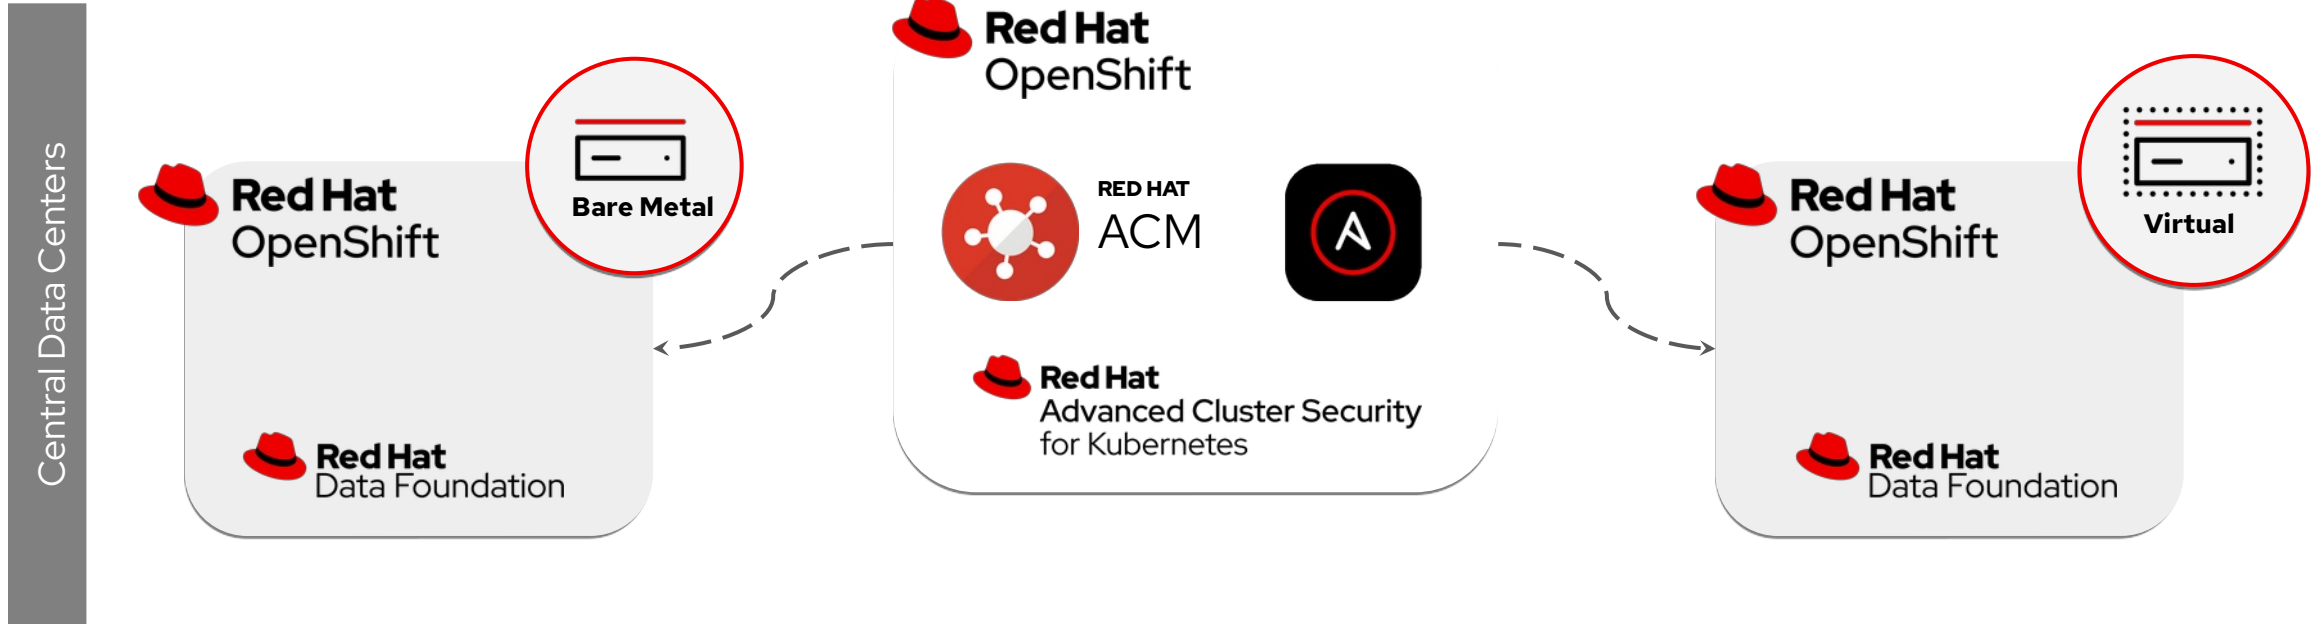 Central Data Centers
Red Hat
OpenShift
Bare Metal
Red Hat
Data Foundation
Red Hat
OpenShift
RED HAT
ACM
Red Hat
Advanced Cluster Security
for Kubernetes
Red Hat
OpenShift
Virtual
Red Hat
Data Foundation